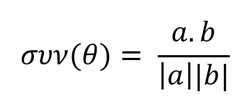 συν(θ) = a.b / |a||b|